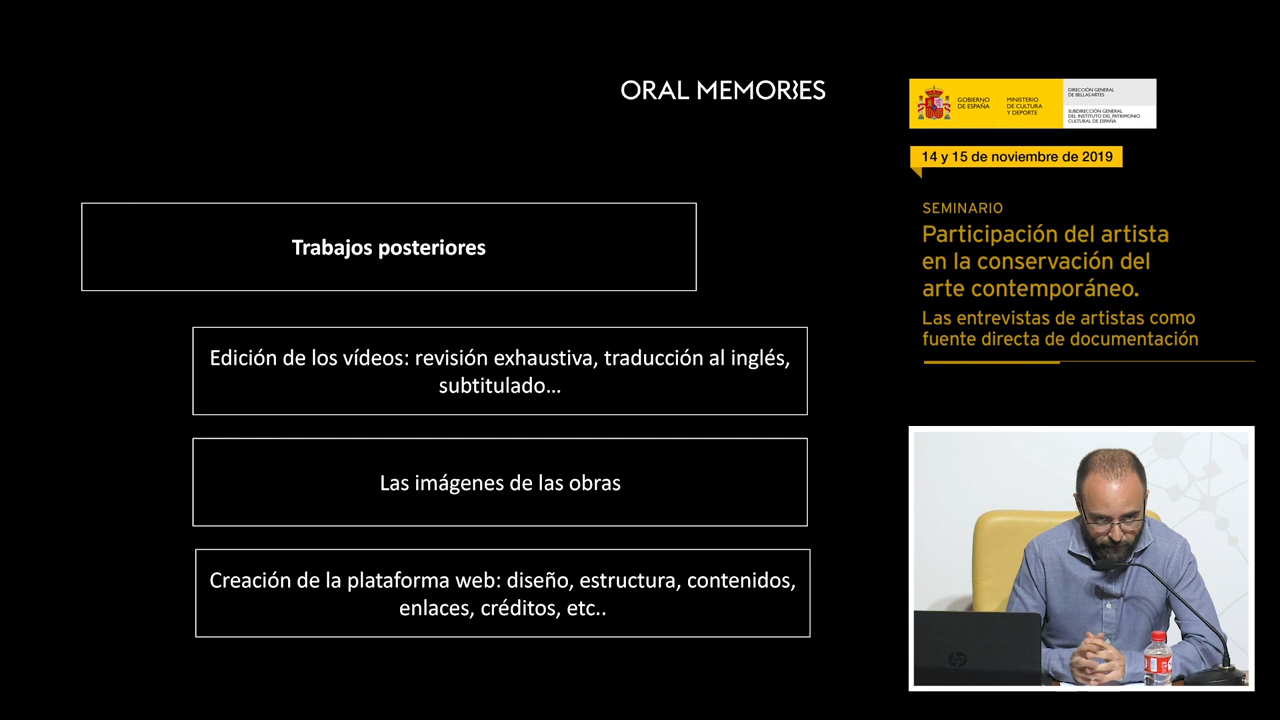 ORAL MEMORIES
Trabajos posteriores
Edición de los vídeos: revisión exhaustiva, traducción al inglés,
subtitulado...
Las imágenes de las obras
Creación de la plataforma web: diseño, estructura, contenidos,
enlaces, créditos, etc..
GOBIERNO
DE ESPAÑA
MINISTERIO
DE CULTURA
Y DEPORTE
DIRECCIÓN GENERAL
DE BELLAS ARTES
SUBDIRECCIÓN GENERAL
DEL INSTITUTO DEL PATRIMONIO
CULTURAL DE ESPAÑA
14 y 15 de noviembre de 2019
SEMINARIO
Participación del artista
en la conservación del
arte contemporáneo.
Las entrevistas de artistas como
fuente directa de documentación
hp